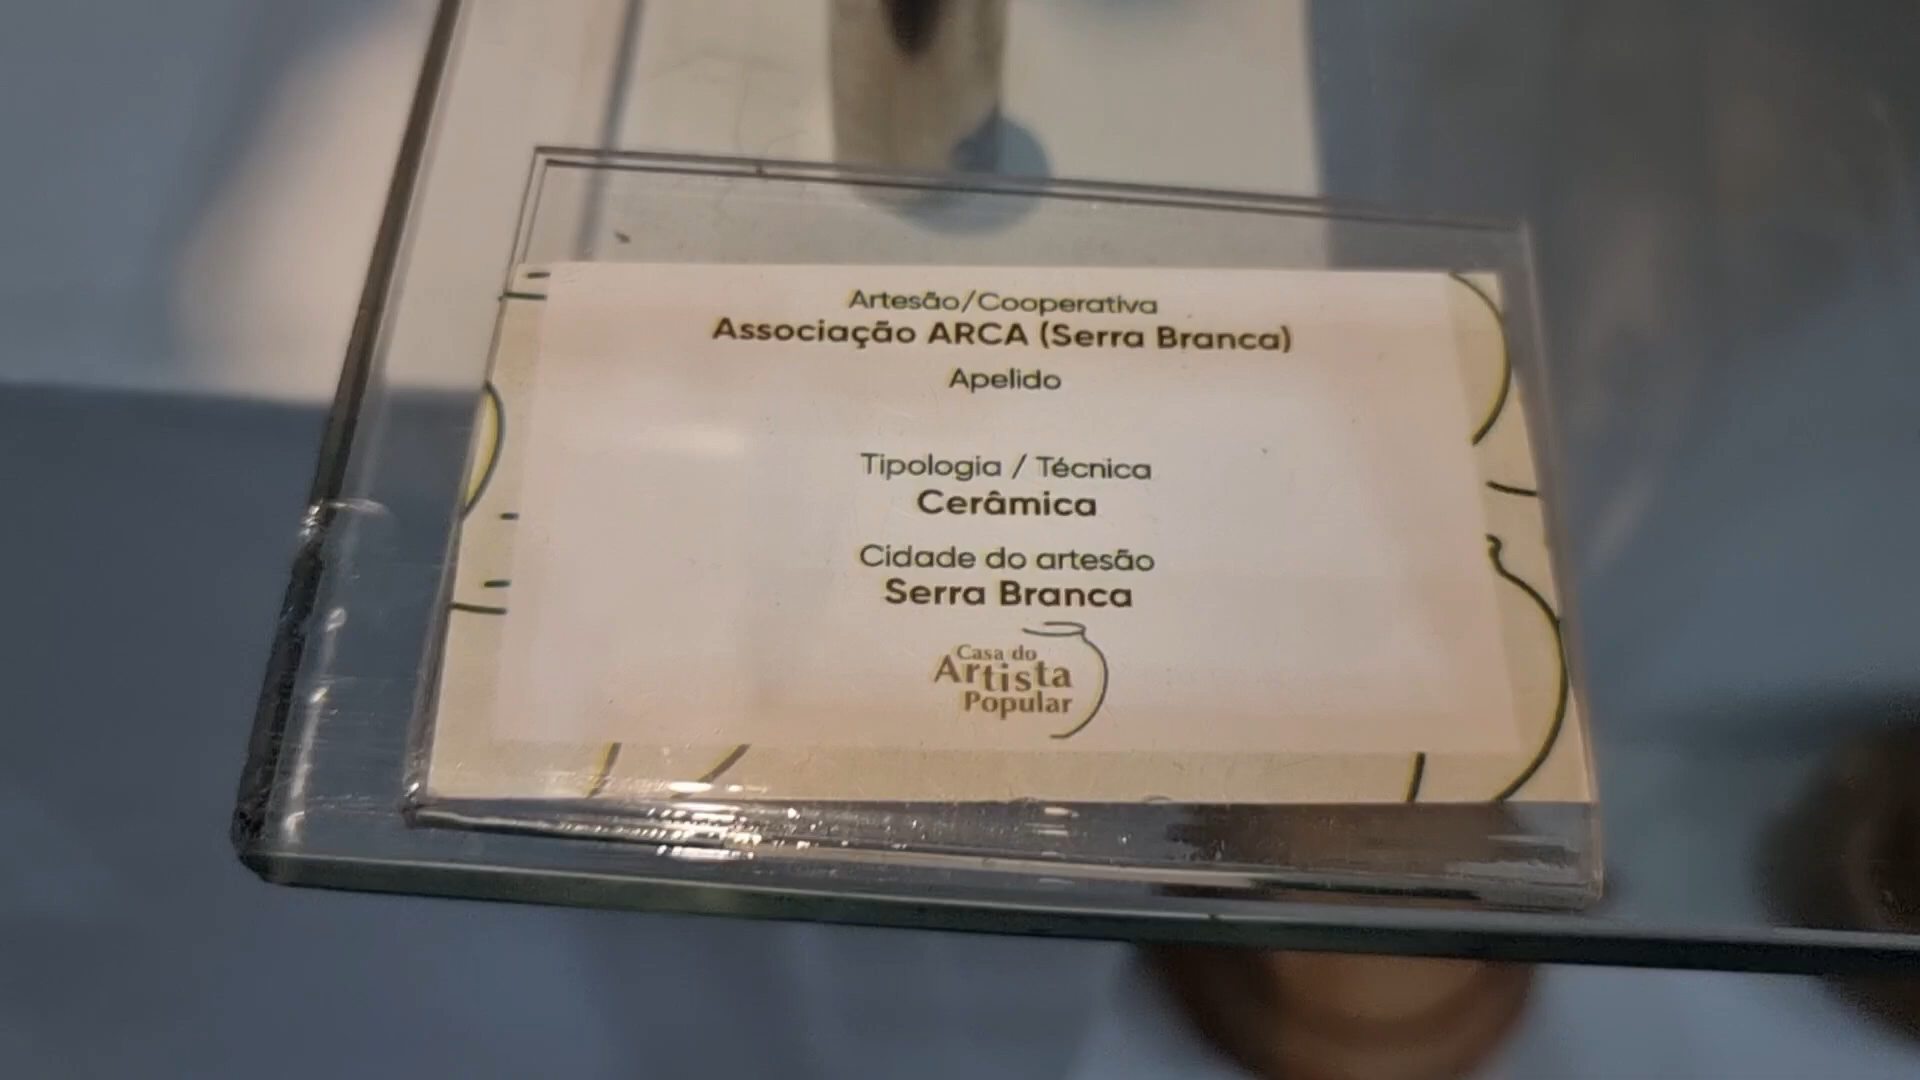 Artesão/Cooperativa
Associação ARCA (Serra Branca)
Apelido
Tipologia / Técnica
Cerâmica
Cidade do artesão
Serra Branca
Casa do
Artista
Popular